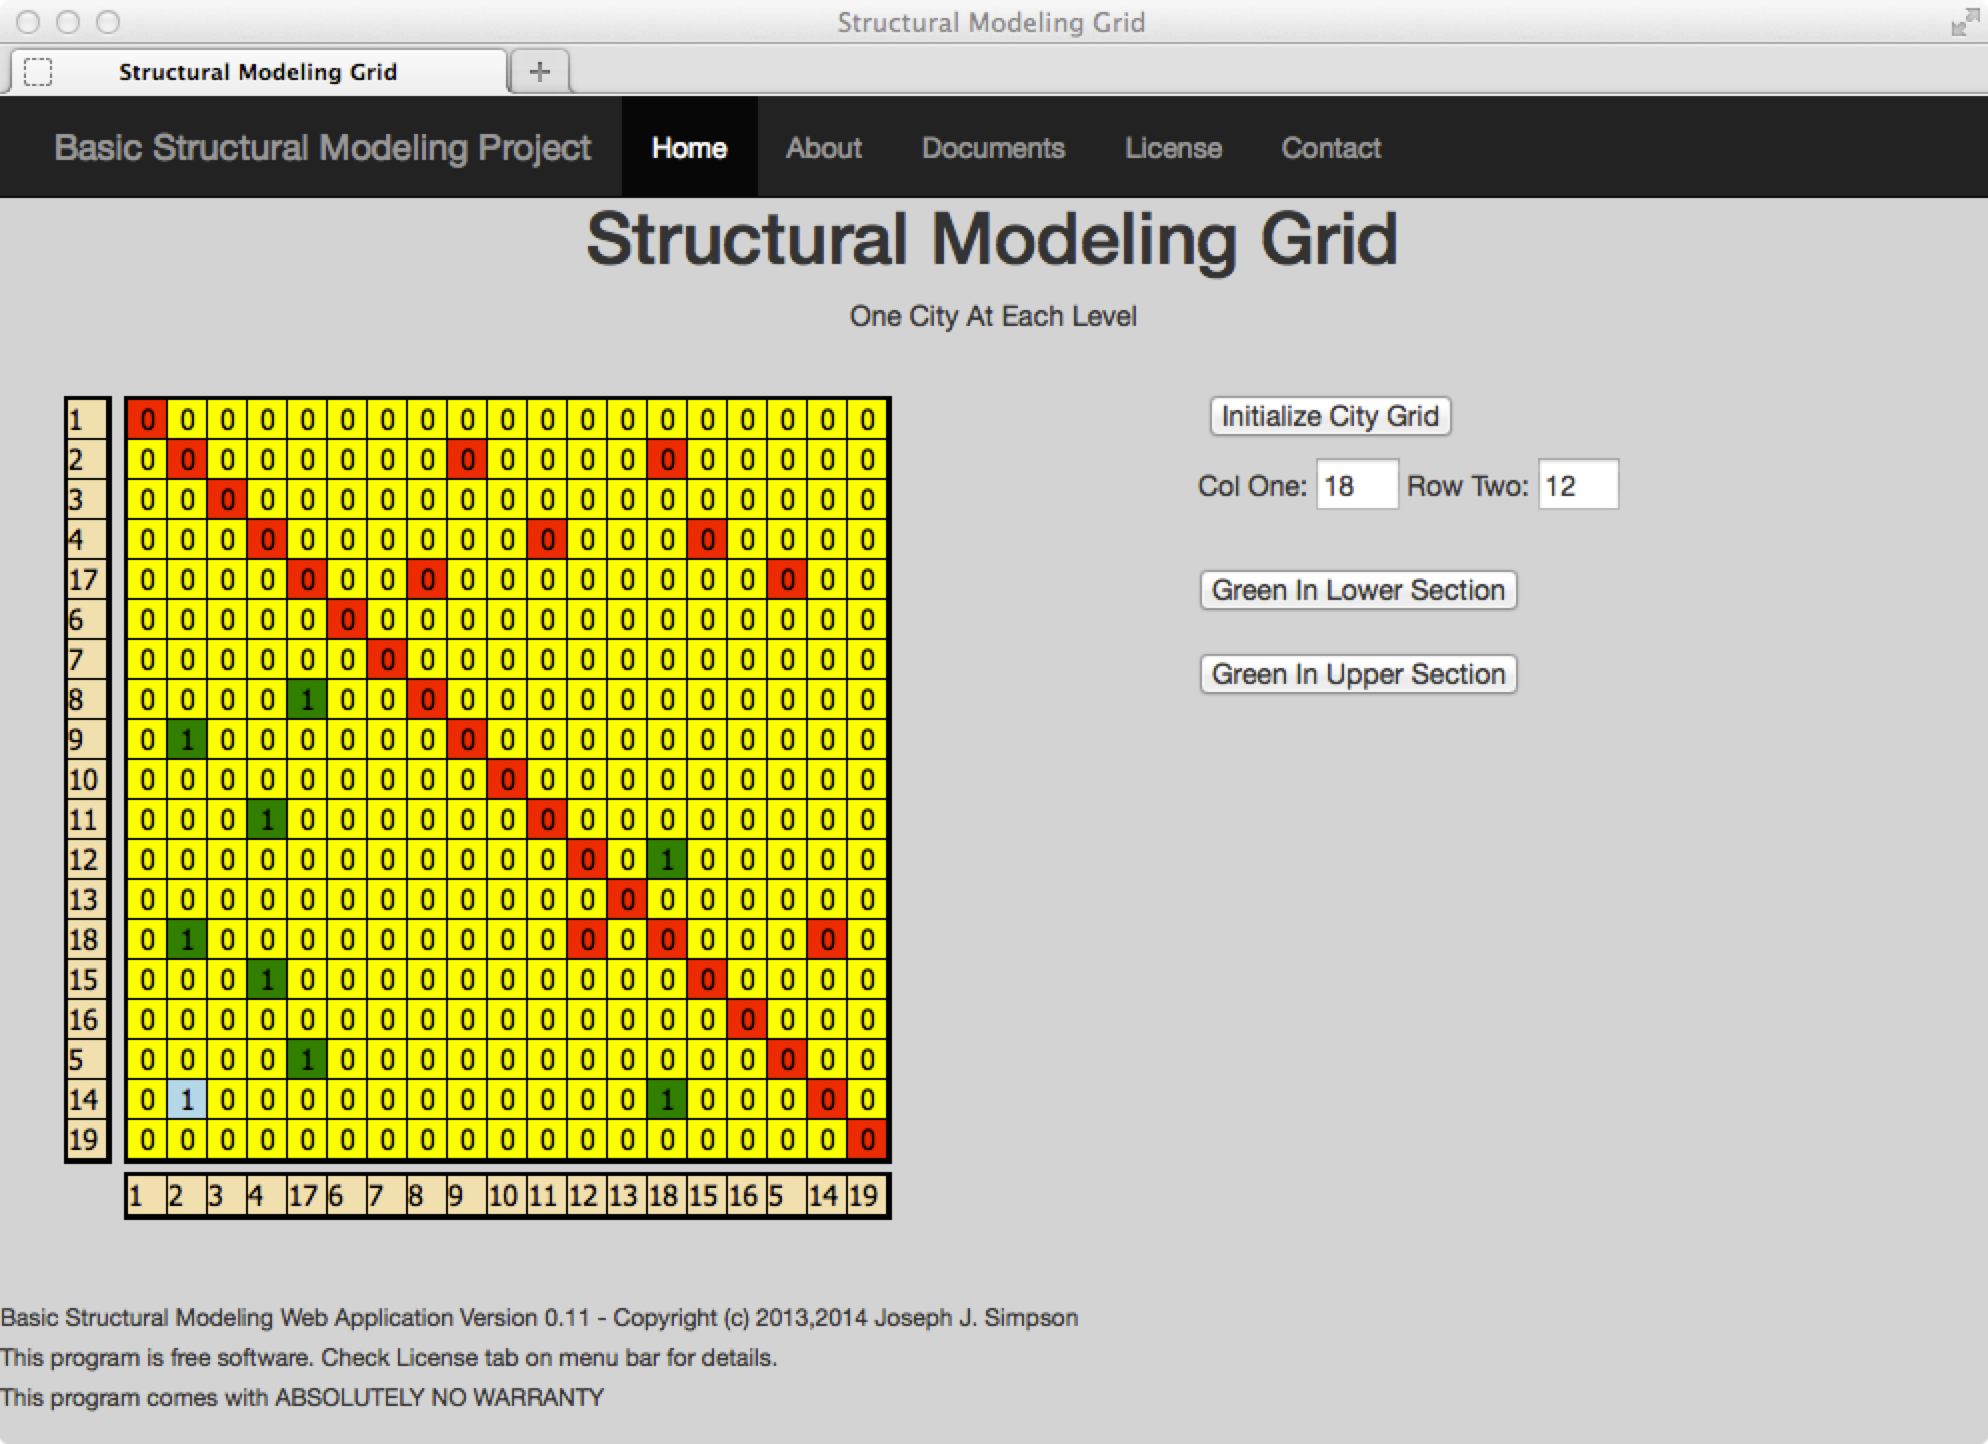 Structural Modeling Grid
Structural Modeling Grid
Basic Structural Modeling Project Home About Documents License Contact
Structural Modeling Grid
One City At Each Level
1 0 0 0 0 0 0 0 0 0 0 0 0 0 0 0 0 0 0 0
2 0 0 0 0 0 0 0 0 0 0 0 0 0 0 0 0 0 0 0
3 0 0 0 0 0 0 0 0 0 0 0 0 0 0 0 0 0 0 0
4 0 0 0 0 0 0 0 0 0 0 0 0 0 0 0 0 0 0 0
17 0 0 0 0 0 0 0 0 0 0 0 0 0 0 0 0 0 0 0
6 0 0 0 0 0 0 0 0 0 0 0 0 0 0 0 0 0 0 0
7 0 0 0 0 0 0 0 0 0 0 0 0 0 0 0 0 0 0 0
8 0 0 0 0 1 0 0 0 0 0 0 0 0 0 0 0 0 0 0
9 0 1 0 0 0 0 0 0 0 0 0 0 0 0 0 0 0 0 0
10 0 0 0 0 0 0 0 0 0 0 0 0 0 0 0 0 0 0 0
11 0 0 0 1 0 0 0 0 0 0 0 0 0 0 0 0 0 0 0
12 0 0 0 0 0 0 0 0 0 0 0 0 0 1 0 0 0 0 0
13 0 0 0 0 0 0 0 0 0 0 0 0 0 0 0 0 0 0 0
18 0 1 0 0 0 0 0 0 0 0 0 0 0 0 0 0 0 0 0
15 0 0 0 1 0 0 0 0 0 0 0 0 0 0 0 0 0 0 0
16 0 0 0 0 0 0 0 0 0 0 0 0 0 0 0 0 0 0 0
5 0 0 0 0 1 0 0 0 0 0 0 0 0 0 0 0 0 0 0
14 0 1 0 0 0 0 0 0 0 0 0 0 0 1 0 0 0 0 0
19 0 0 0 0 0 0 0 0 0 0 0 0 0 0 0 0 0 0 0
1 2 3 4 17 6 7 8 9 10 11 12 13 18 15 16 5 14 19
Initialize City Grid
Col One: 18 Row Two: 12
Green In Lower Section
Green In Upper Section
Basic Structural Modeling Web Application Version 0.11 - Copyright (c) 2013,2014 Joseph J. Simpson
This program is free software. Check License tab on menu bar for details.
This program comes with ABSOLUTELY NO WARRANTY